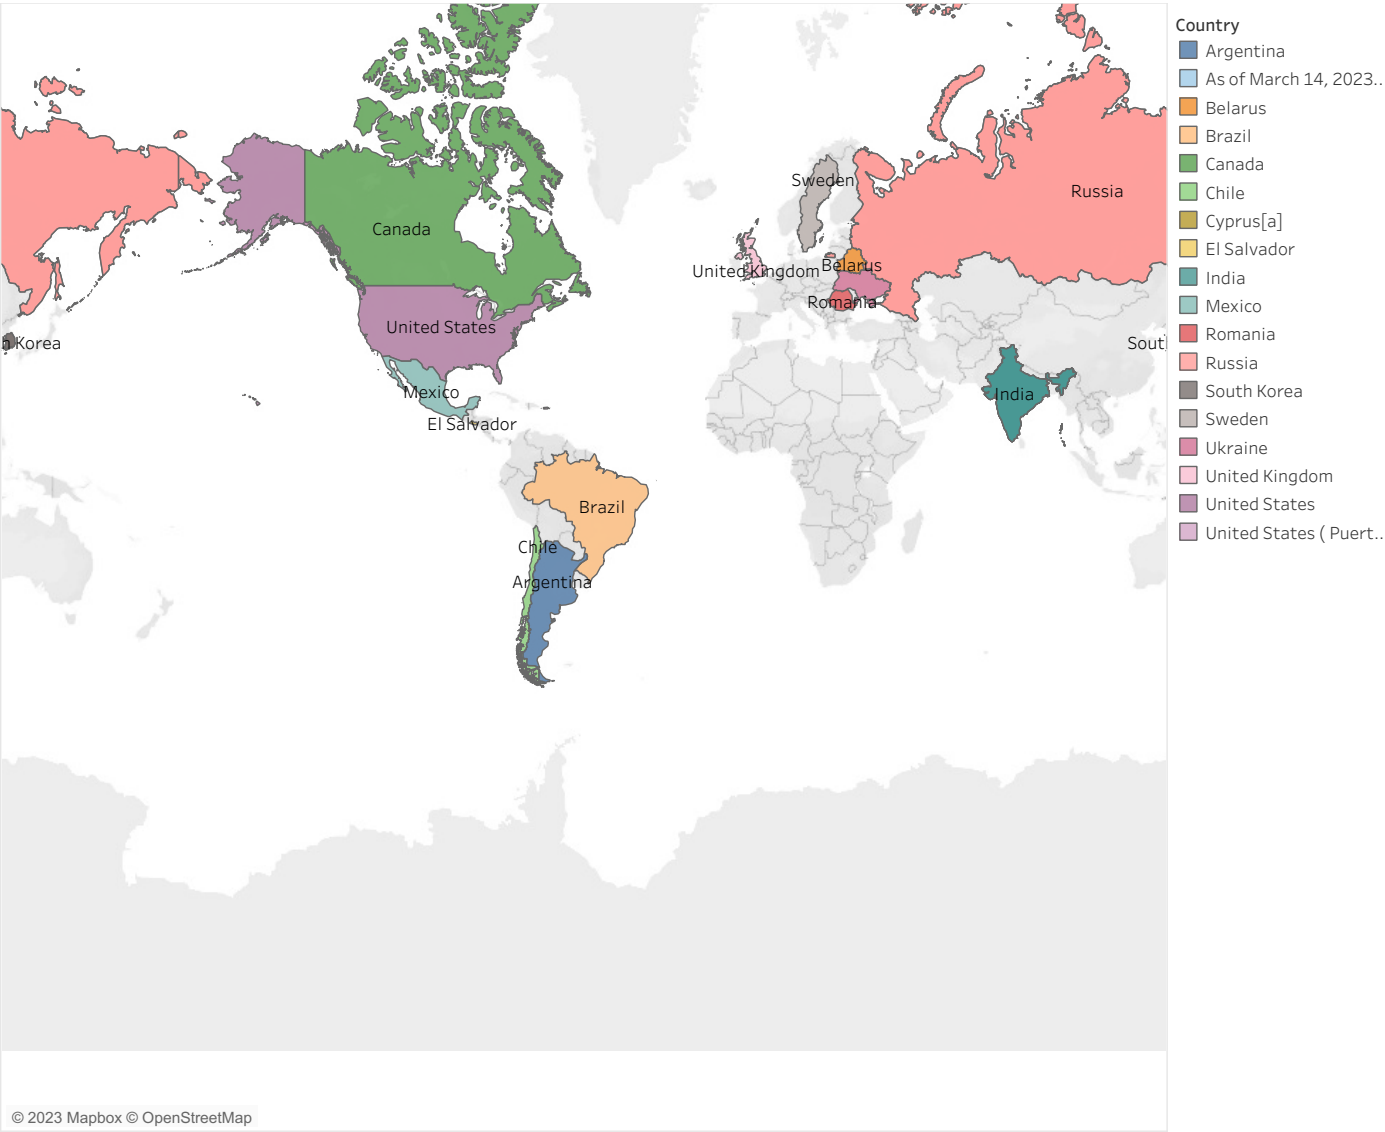 Country
Argentina
As of March 14, 2023..
Belarus
Brazil
Canada
Chile
Cyprus[a]
El Salvador
India
Mexico
Romania
Russia
South Korea
Sweden
Ukraine
United Kingdom
United States
United States ( Puert..
Sweden
Russia
Canada
United Kingdom
Belarus
Romania
United States
h Korea
Sout
Mexico
India
El Salvador
Brazil
Chile
Argentina
© 2023 Mapbox © OpenStreetMap